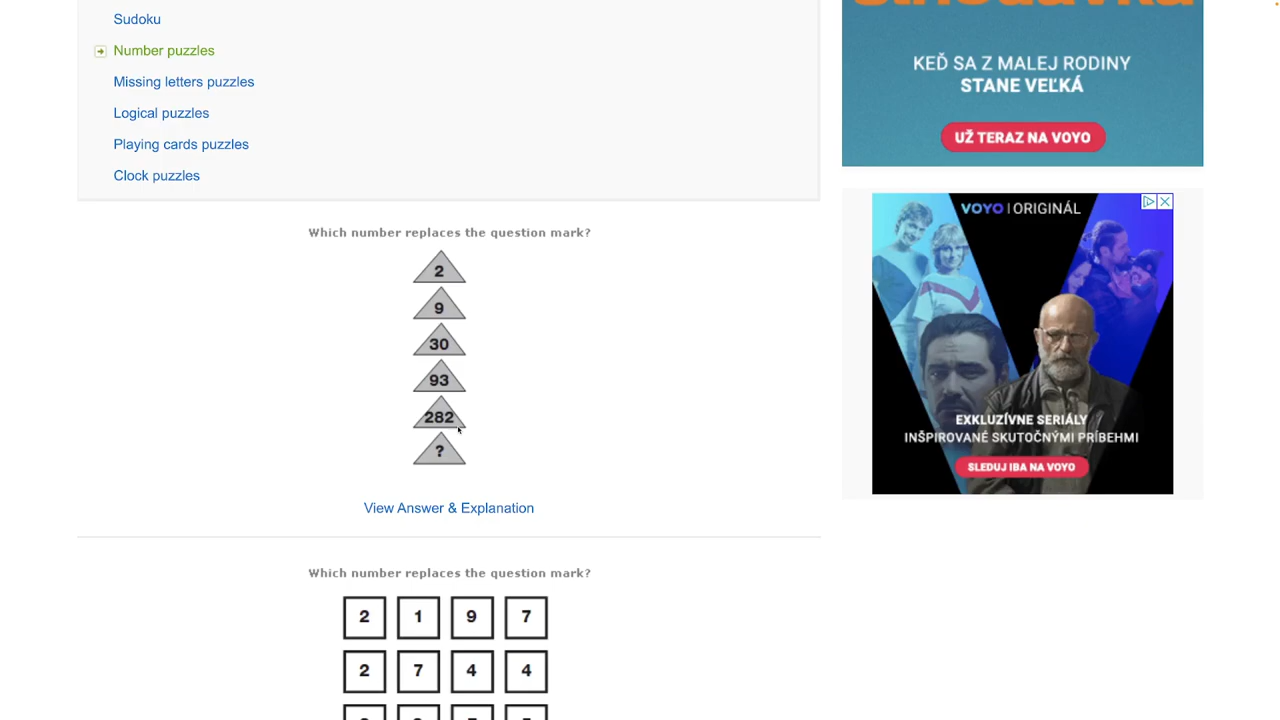 Sudoku
Number puzzles
Missing letters puzzles
Logical puzzles
Playing cards puzzles
Clock puzzles
Which number replaces the question mark?
2
9
30
93
282
?
View Answer & Explanation
Which number replaces the question mark?
2 1 9 7
2 7 4 4
KEĎ SA Z MALEJ RODINY
STANE VEĽKÁ
UŽ TERAZ NA VOYO
VOYO | ORIGINÁL
EXKLUZÍVNE SERIÁLY
INŠPIROVANÉ SKUTOČNÝMI PRÍBEHMI
SLEDUJ IBA NA VOYO